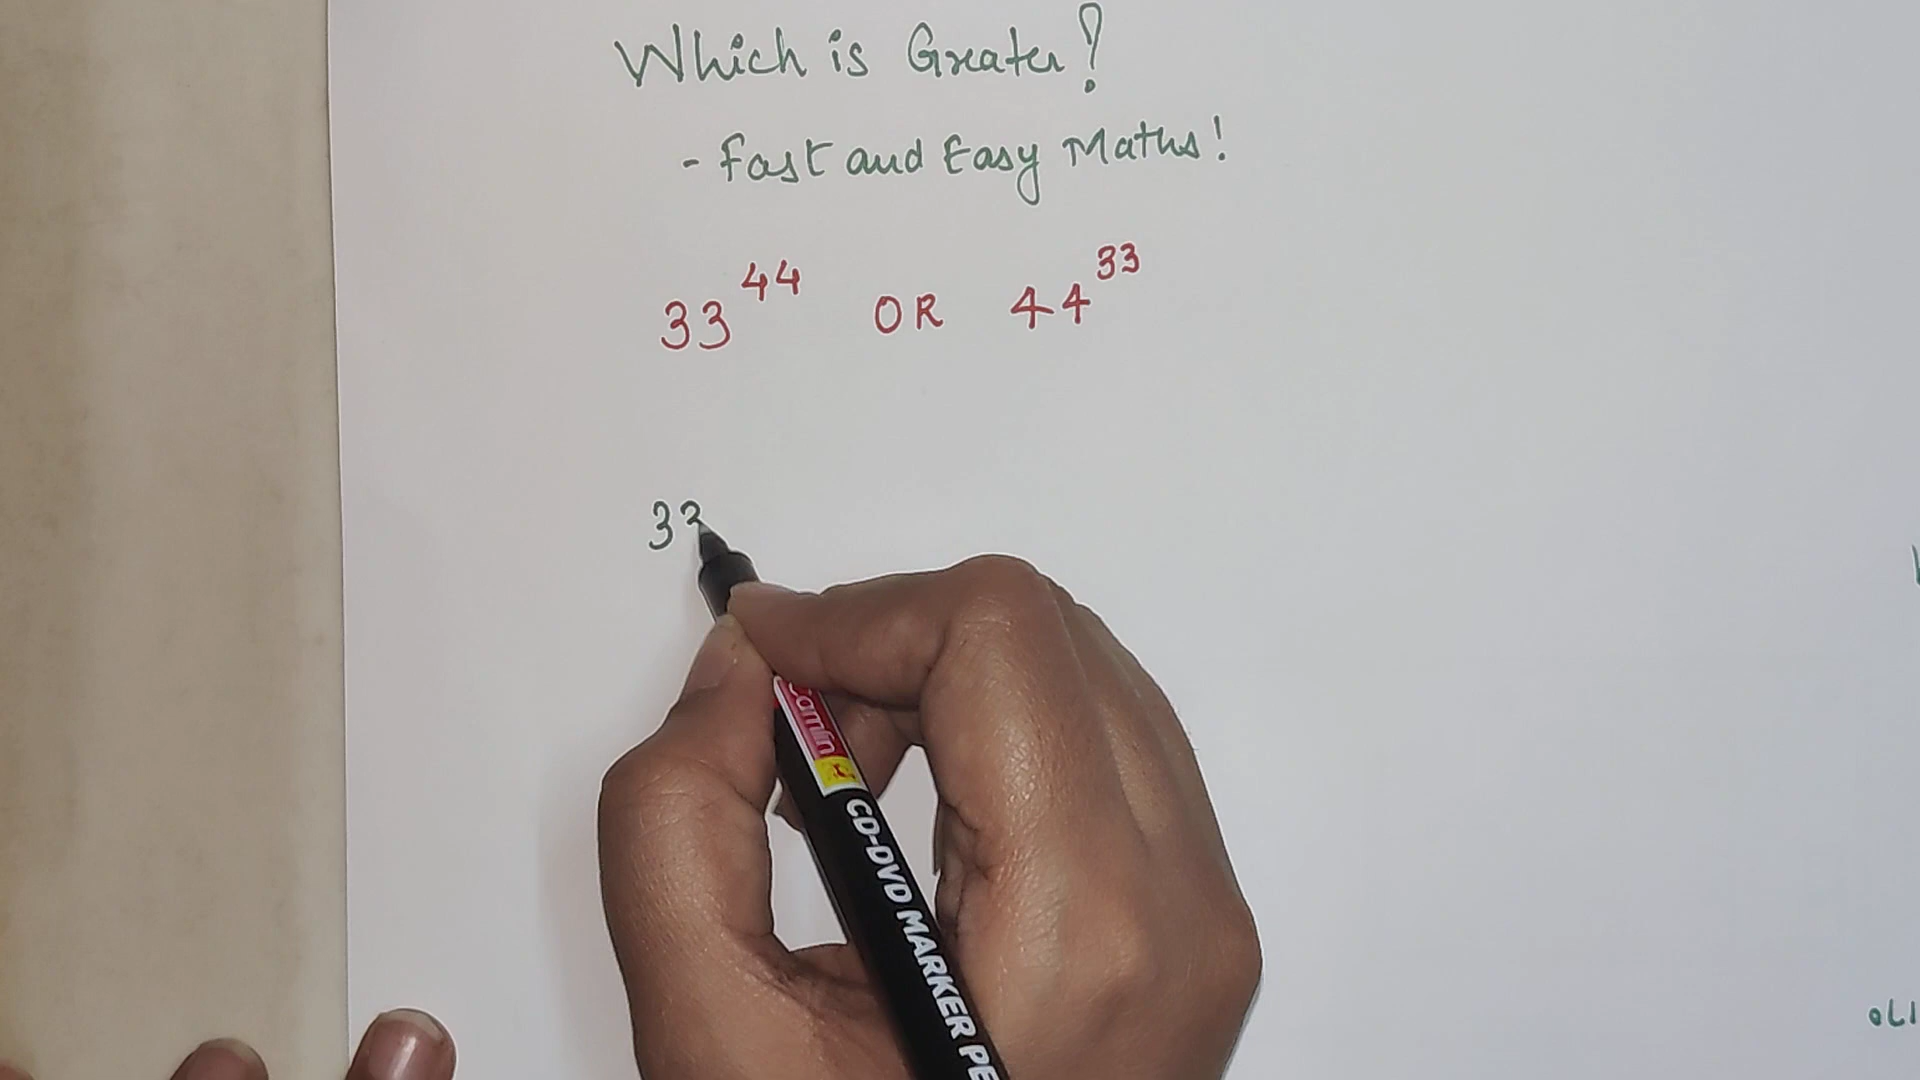 Which is Greater?
- Fast and Easy Maths!
33^44 OR 44^33
33
Camlin
CD-DVD MARKER PE